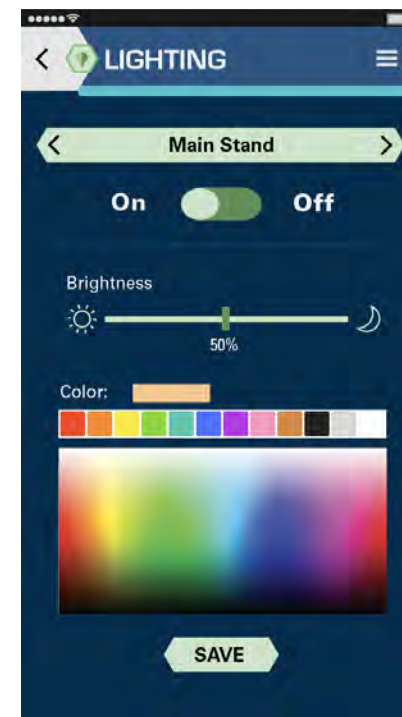 LIGHTING
Main Stand
On Off
Brightness
50%
Color:
SAVE